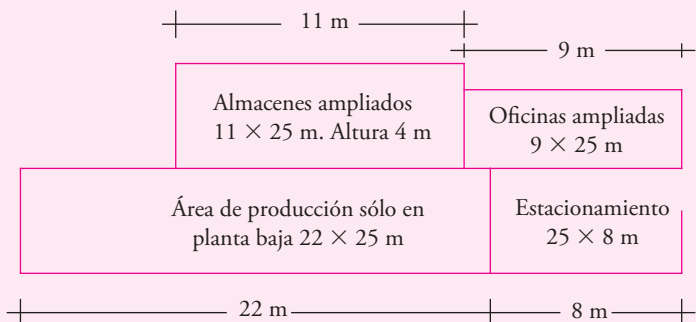 11 m
9 m
Almacenes ampliados
11 × 25 m. Altura 4 m
Oficinas ampliadas
9 × 25 m
Área de producción sólo en
planta baja 22 × 25 m
Estacionamiento
25 × 8 m
22 m
8 m